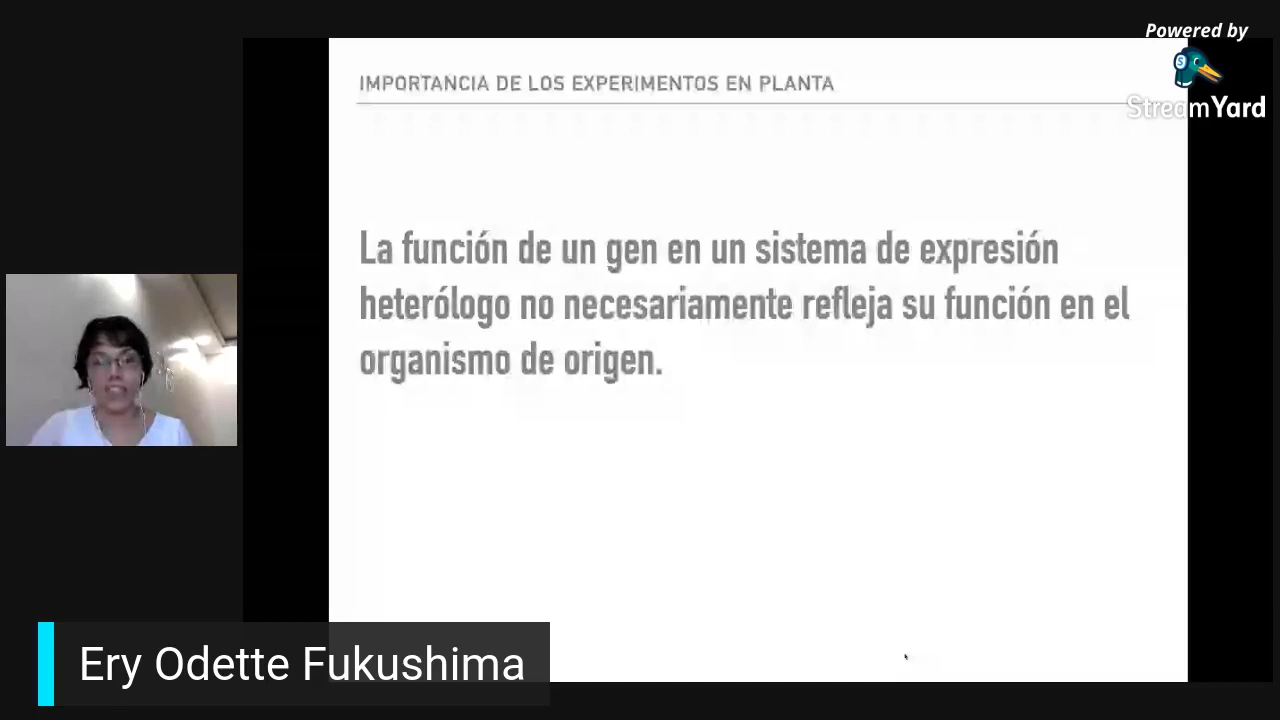 Powered by
StreamYard
IMPORTANCIA DE LOS EXPERIMENTOS EN PLANTA
La función de un gen en un sistema de expresión
heterólogo no necesariamente refleja su función en el
organismo de origen.
Ery Odette Fukushima